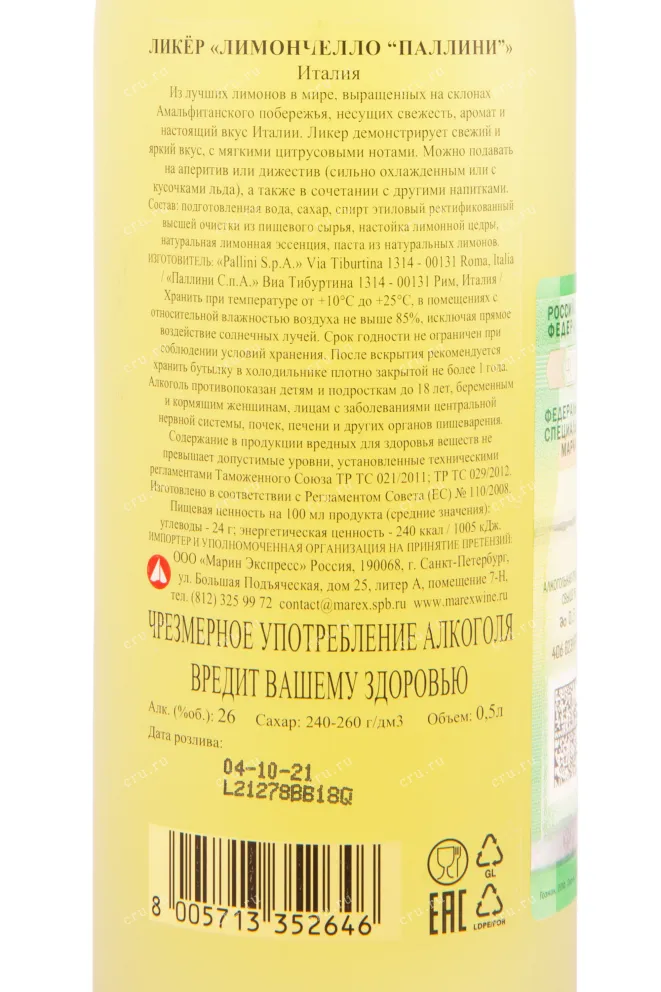 ЛИКЁР «ЛИМОНЧЕЛЛО “ПАЛЛИНИ”»
Италия
Из лучших лимонов в мире, выращенных на склонах
Амальфитанского побережья, несущих свежесть, аромат и
настоящий вкус Италии. Ликер демонстрирует свежий и
яркий вкус, с мягкими цитрусовыми нотами. Можно подавать
на аперитив или дижестив (сильно охлажденным или с
кусочками льда), а также в сочетании с другими напитками.
Состав: подготовленная вода, сахар, спирт этиловый ректификованный
высшей очистки из пищевого сырья, настойка лимонной цедры,
натуральная лимонная эссенция, паста из натуральных лимонов.
ИЗГОТОВИТЕЛЬ: «Pallini S.p.A.» Via Tiburtina 1314 - 00131 Roma, Italia
/ «Паллини С.п.А.» Виа Тибуртина 1314 - 00131 Рим, Италия /
Хранить при температуре от +10°С до +25°С, в помещениях с
относительной влажностью воздуха не выше 85%, исключая прямое
воздействие солнечных лучей. Срок годности не ограничен при
соблюдении условий хранения. После вскрытия рекомендуется
хранить бутылку в холодильнике плотно закрытой не более 1 года.
Алкоголь противопоказан детям и подросткам до 18 лет, беременным
и кормящим женщинам, лицам с заболеваниями центральной
нервной системы, почек, печени и других органов пищеварения.
Содержание в продукции вредных для здоровья веществ не
превышает допустимые уровни, установленные техническими
регламентами Таможенного Союза ТР ТС 021/2011; ТР ТС 029/2012.
Изготовлено в соответствии с Регламентом Совета (ЕС) № 110/2008.
Пищевая ценность на 100 мл продукта (средние значения):
углеводы - 24 г; энергетическая ценность - 240 ккал / 1005 кДж.
ИМПОРТЕР И УПОЛНОМОЧЕННАЯ ОРГАНИЗАЦИЯ НА ПРИНЯТИЕ ПРЕТЕНЗИЙ:
ООО «Марин Экспресс» Россия, 190068, г. Санкт-Петербург,
ул. Большая Подъяческая, дом 25, литер А, помещение 7-Н,
тел. (812) 325 99 72 contact@marex.spb.ru www.marexwine.ru
ЧРЕЗМЕРНОЕ УПОТРЕБЛЕНИЕ АЛКОГОЛЯ
ВРЕДИТ ВАШЕМУ ЗДОРОВЬЮ
Алк. (%об.): 26 Сахар: 240-260 г/дм3 Объем: 0,5л
Дата розлива:
04-10-21
L21278BB18Q
8 005713 352646
GL
EAC
LDPE/FOR
РОССИ
ФЕДЕР
ФЕДЕРА
СПЕЦИА
МАРК